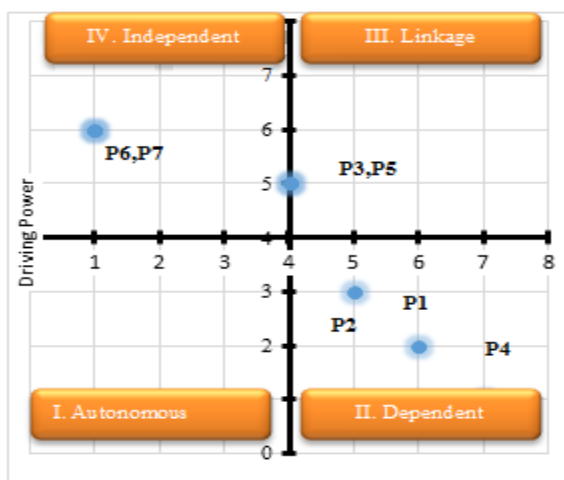 IV. Independent
III. Linkage
7
6
P6,P7
P3,P5
5
Driving Power
4
1 2 3 4 5 6 7 8
3
P1
P2
2
P4
I. Autonomous
II. Dependent
0